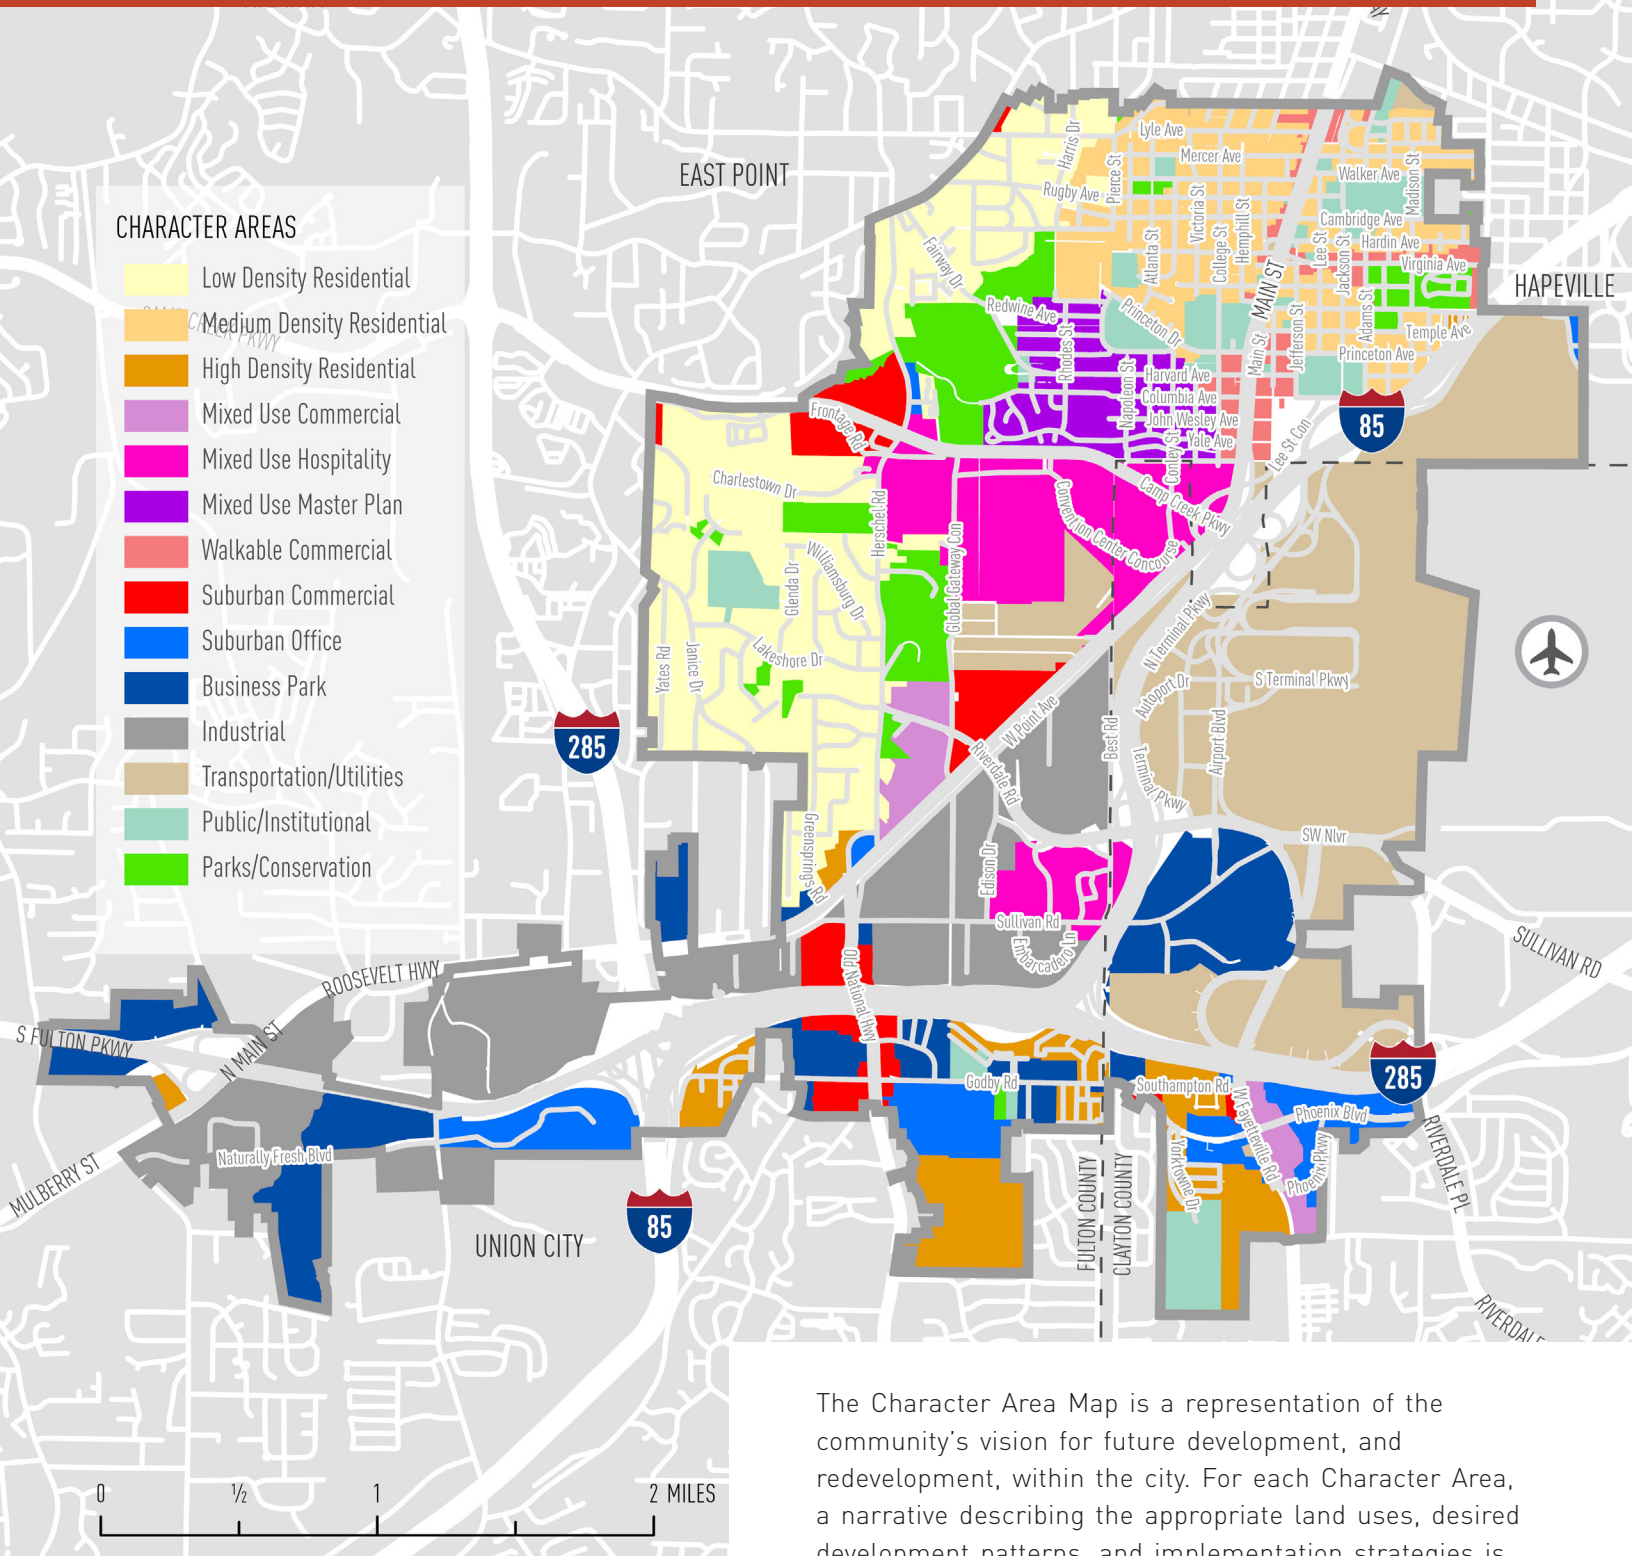 EAST POINT
HAPEVILLE
CHARACTER AREAS
Low Density Residential
Medium Density Residential
High Density Residential
Mixed Use Commercial
Mixed Use Hospitality
Mixed Use Master Plan
Walkable Commercial
Suburban Commercial
Suburban Office
Business Park
Industrial
Transportation/Utilities
Public/Institutional
Parks/Conservation
Harris Dr
Lyle Ave
Mercer Ave
Pierce St
Rugby Ave
Walker Ave
Madison St
Victoria St
Hemphill St
College St
Atlanta St
Cambridge Ave
Lee St
Jackson St
Hardin Ave
Virginia Ave
Fairway Dr
MAIN ST
Redwine Ave
Princeton Dr
Rhodes St
Main St
Jefferson St
Adams St
Temple Ave
Princeton Ave
Napoleon St
Harvard Ave
Columbia Ave
John Wesley Ave
Conley St
Yale Ave
Lee St Con
85
Frontage Rd
Charlestown Dr
Herschel Rd
Global Gateway Con
Convention Center Concourse
Camp Creek Pkwy
Glenda Dr
Williamsburg Dr
Lakeshore Dr
Yates Rd
Janice Dr
N Terminal Pkwy
S Terminal Pkwy
Autoport Dr
Airport Blvd
Best Rd
Terminal Pkwy
W Point Ave
Riverdale Rd
285
Greensprings Rd
Edison Dr
SW Nlvr
Sullivan Rd
Embarcadero Ln
SULLIVAN RD
Old National Hwy
ROOSEVELT HWY
S FULTON PKWY
N MAIN ST
Godby Rd
Southampton Rd
285
W Fayetteville Rd
Phoenix Blvd
Phoenix Pkwy
Yorktowne Dr
RIVERDALE PL
Naturally Fresh Blvd
MULBERRY ST
FULTON COUNTY
CLAYTON COUNTY
85
UNION CITY
0 ½ 1 2 MILES
The Character Area Map is a representation of the
community's vision for future development, and
redevelopment, within the city. For each Character Area,
a narrative describing the appropriate land uses, desired
development patterns, and implementation strategies is